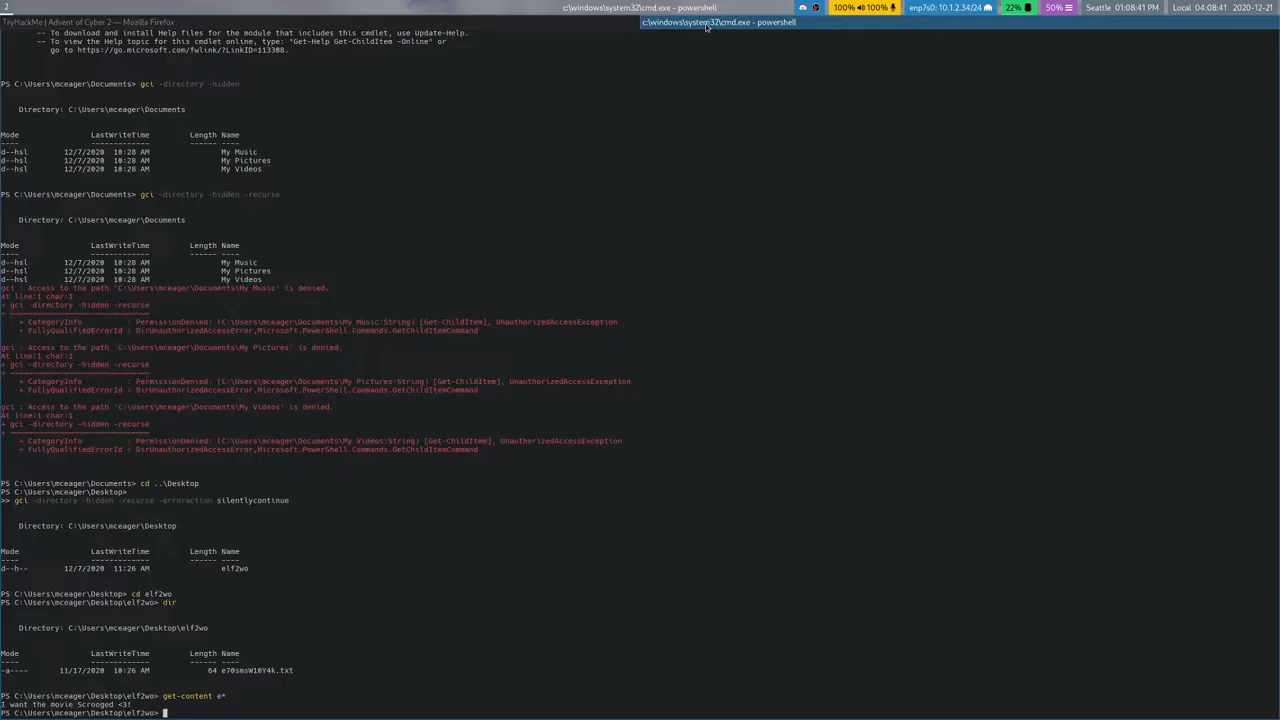 2
c:\windows\system32\cmd.exe - powershell
100% 100%
enp7s0: 10.1.2.34/24
22%
50%
Seattle 01:08:41 PM
Local 04:08:41
2020-12-21
TryHackMe | Advent of Cyber 2 — Mozilla Firefox
c:\windows\system32\cmd.exe - powershell
-- To download and install Help files for the module that includes this cmdlet, use Update-Help.
-- To view the Help topic for this cmdlet online, type: "Get-Help Get-ChildItem -Online" or
go to https://go.microsoft.com/fwlink/?LinkID=113308.
PS C:\Users\mceager\Documents> gci -directory -hidden
Directory: C:\Users\mceager\Documents
Mode LastWriteTime Length Name
---- ------------- ------ ----
d--hsl 12/7/2020 10:28 AM My Music
d--hsl 12/7/2020 10:28 AM My Pictures
d--hsl 12/7/2020 10:28 AM My Videos
PS C:\Users\mceager\Documents> gci -directory -hidden -recurse
Directory: C:\Users\mceager\Documents
Mode LastWriteTime Length Name
---- ------------- ------ ----
d--hsl 12/7/2020 10:28 AM My Music
d--hsl 12/7/2020 10:28 AM My Pictures
d--hsl 12/7/2020 10:28 AM My Videos
gci : Access to the path 'C:\Users\mceager\Documents\My Music' is denied.
At line:1 char:1
+ gci -directory -hidden -recurse
+ ~~~~~~~~~~~~~~~~~~~~~~~~~~~~~~~
+ CategoryInfo : PermissionDenied: (C:\Users\mceager\Documents\My Music:String) [Get-ChildItem], UnauthorizedAccessException
+ FullyQualifiedErrorId : DirUnauthorizedAccessError,Microsoft.PowerShell.Commands.GetChildItemCommand
gci : Access to the path 'C:\Users\mceager\Documents\My Pictures' is denied.
At line:1 char:1
+ gci -directory -hidden -recurse
+ ~~~~~~~~~~~~~~~~~~~~~~~~~~~~~~~
+ CategoryInfo : PermissionDenied: (C:\Users\mceager\Documents\My Pictures:String) [Get-ChildItem], UnauthorizedAccessException
+ FullyQualifiedErrorId : DirUnauthorizedAccessError,Microsoft.PowerShell.Commands.GetChildItemCommand
gci : Access to the path 'C:\Users\mceager\Documents\My Videos' is denied.
At line:1 char:1
+ gci -directory -hidden -recurse
+ ~~~~~~~~~~~~~~~~~~~~~~~~~~~~~~~
+ CategoryInfo : PermissionDenied: (C:\Users\mceager\Documents\My Videos:String) [Get-ChildItem], UnauthorizedAccessException
+ FullyQualifiedErrorId : DirUnauthorizedAccessError,Microsoft.PowerShell.Commands.GetChildItemCommand
PS C:\Users\mceager\Documents> cd ..\Desktop
PS C:\Users\mceager\Desktop>
>> gci -directory -hidden -recurse -erroraction silentlycontinue
Directory: C:\Users\mceager\Desktop
Mode LastWriteTime Length Name
---- ------------- ------ ----
d--h-- 12/7/2020 11:26 AM elf2wo
PS C:\Users\mceager\Desktop> cd elf2wo
PS C:\Users\mceager\Desktop\elf2wo> dir
Directory: C:\Users\mceager\Desktop\elf2wo
Mode LastWriteTime Length Name
---- ------------- ------ ----
-a---- 11/17/2020 10:26 AM 64 e70smsW10Y4k.txt
PS C:\Users\mceager\Desktop\elf2wo> get-content e*
I want the movie Scrooged <3!
PS C:\Users\mceager\Desktop\elf2wo>